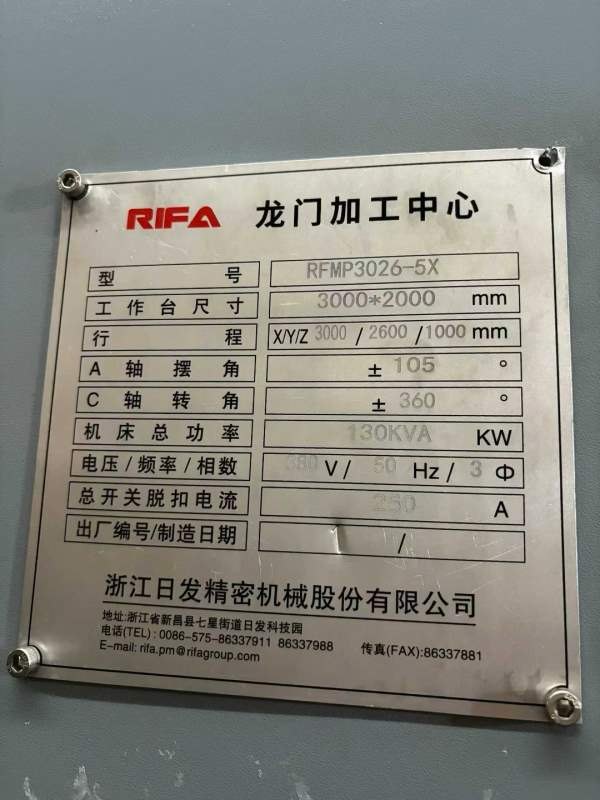 RIFA 龙门加工中心
型号 RFMP3026-5X
工作台尺寸 3000*2000 mm
行程 X/Y/Z 3000 / 2600 / 1000 mm
A轴摆角 ± 105 °
C轴转角 ± 360 °
机床总功率 130KVA KW
电压/频率/相数 380 V/ 50 Hz/ 3 Φ
总开关脱扣电流 250 A
出厂编号/制造日期 /
浙江日发精密机械股份有限公司
地址:浙江省新昌县七星街道日发科技园
电话(TEL) : 0086-575-86337911 86337988 传真(FAX):86337881
E-mail: rifa.pm@rifagroup.com